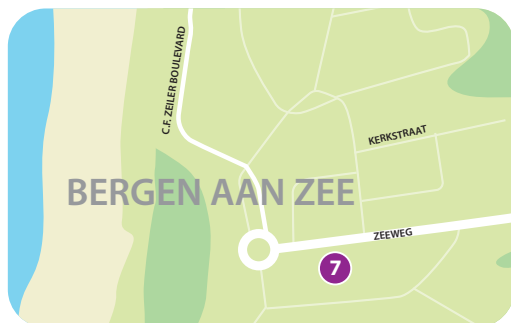 C.F. ZEILER BOULEVARD
KERKSTRAAT
BERGEN AAN ZEE
ZEEWEG
7